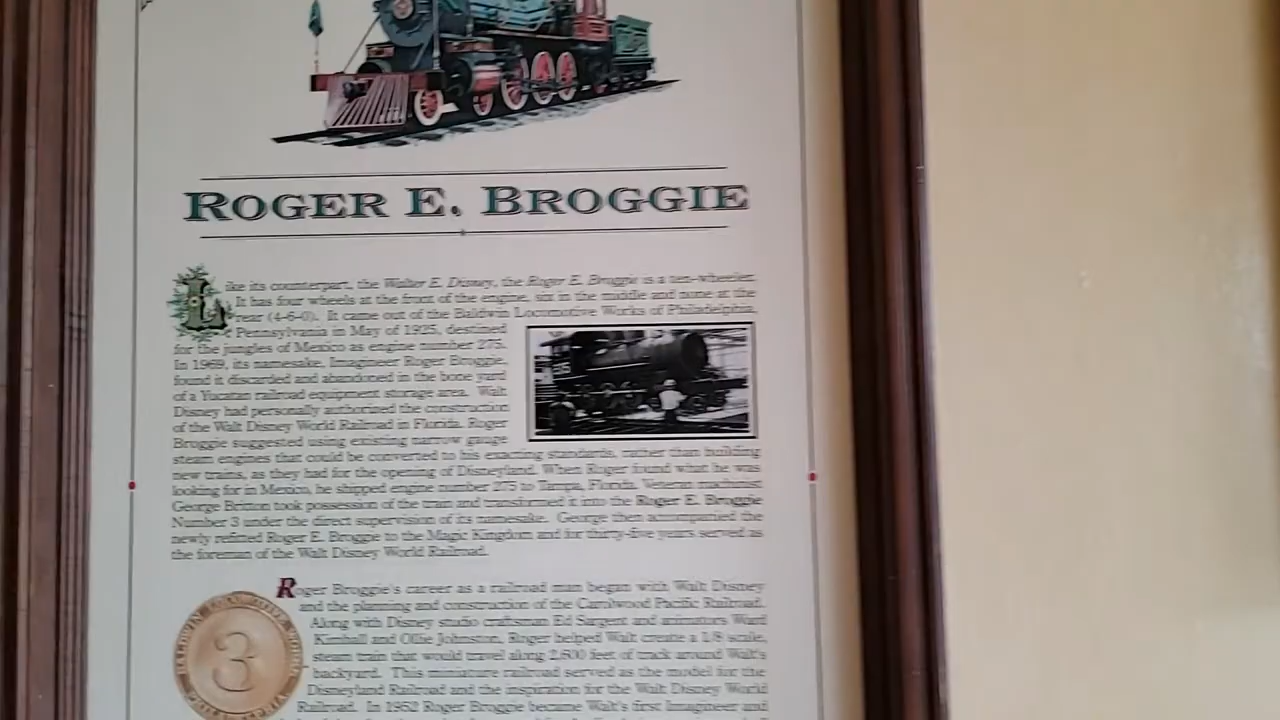 ROGER E. BROGGIE
Like its counterpart, the Walter E. Disney, the Roger E. Broggie is a ten-wheeler.
It has four wheels at the front of the engine, six in the middle and none at the
rear (4-6-0). It came out of the Baldwin Locomotive Works of Philadelphia,
Pennsylvania in May of 1925, destined
for the jungles of Mexico as engine number 275.
In 1969, its namesake, Imagineer Roger Broggie,
found it discarded and abandoned in the bone yard
of a Yucatan railroad equipment storage area. Walt
Disney had personally authorized the construction
of the Walt Disney World Railroad in Florida. Roger
Broggie suggested using existing narrow gauge
steam engines that could be converted to his exacting standards, rather than building
new trains, as they had for the opening of Disneyland. When Roger found what he was
looking for in Mexico, he shipped engine number 275 to Tampa, Florida. Veteran machinist
George Britton took possession of the train and transformed it into the Roger E. Broggie
Number 3 under the direct supervision of its namesake. George then accompanied the
newly refitted Roger E. Broggie to the Magic Kingdom and for thirty-five years served as
the foreman of the Walt Disney World Railroad.
Roger Broggie's career as a railroad man began with Walt Disney
and the planning and construction of the Carolwood Pacific Railroad.
Along with Disney studio craftsman Ed Sargent and animators Ward
Kimball and Ollie Johnston, Roger helped Walt create a 1/8 scale,
steam train that would travel along 2,600 feet of track around Walt's
backyard. This miniature railroad served as the model for the
Disneyland Railroad and the inspiration for the Walt Disney World
Railroad. In 1952 Roger Broggie became Walt's first Imagineer and
3